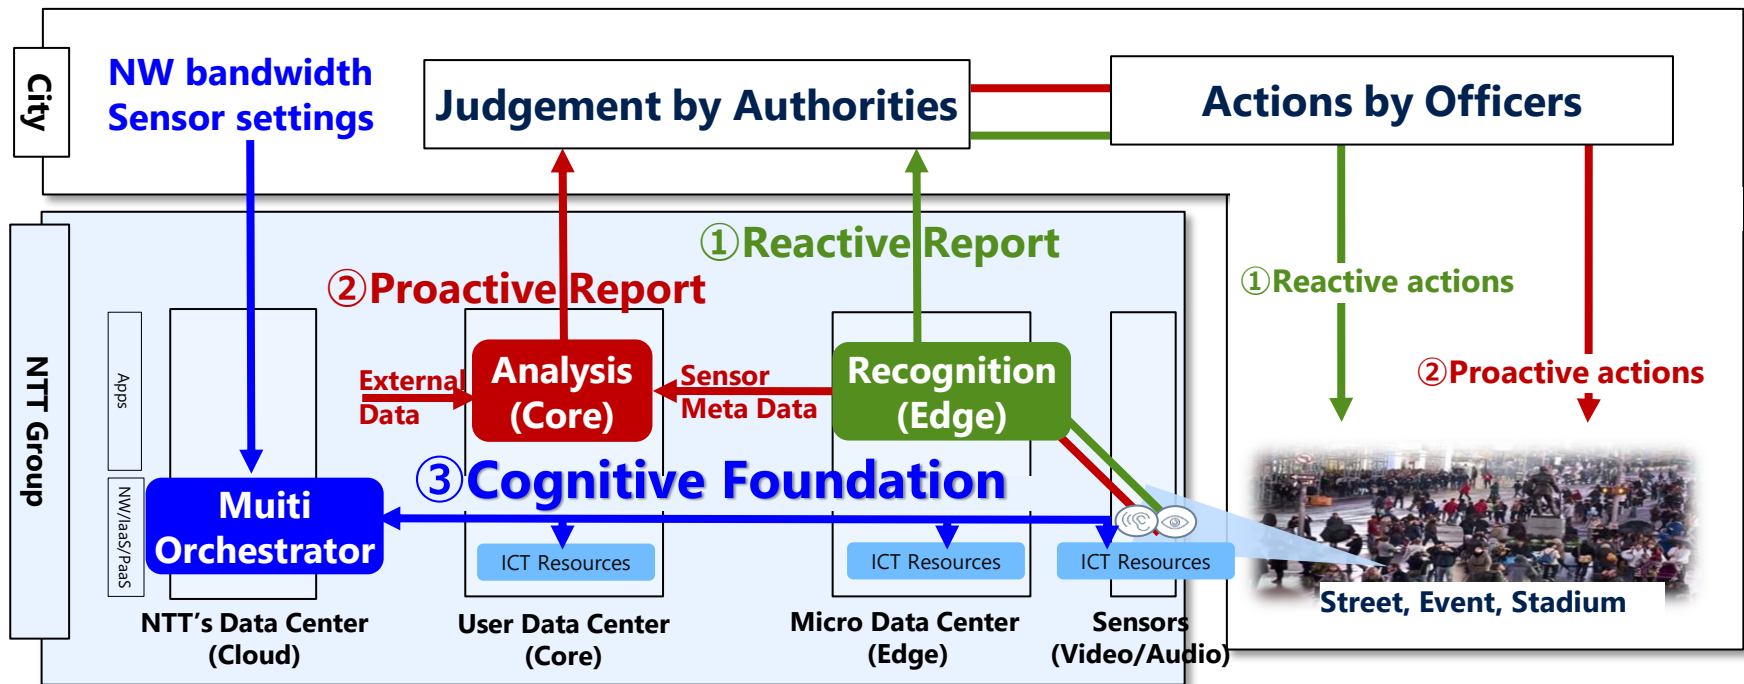 City
NW bandwidth
Sensor settings
Judgement by Authorities
Actions by Officers
NTT Group
①Reactive Report
②Proactive Report
①Reactive actions
②Proactive actions
Apps
External
Data
Analysis
(Core)
Sensor
Meta Data
Recognition
(Edge)
③Cognitive Foundation
NW/IaaS/PaaS
Muiti
Orchestrator
ICT Resources
ICT Resources
ICT Resources
Street, Event, Stadium
NTT’s Data Center
(Cloud)
User Data Center
(Core)
Micro Data Center
(Edge)
Sensors
(Video/Audio)